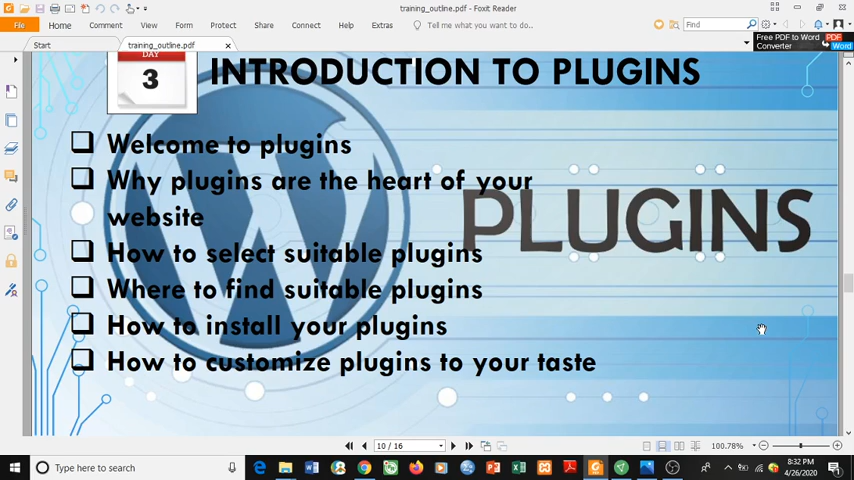 training_outline.pdf - Foxit Reader
File Home Comment View Form Protect Share Connect Help Extras Tell me what you want to do... Find
Start training_outline.pdf
Free PDF to Word Converter PDF Word
DAY
3
INTRODUCTION TO PLUGINS
Welcome to plugins
Why plugins are the heart of your
website
How to select suitable plugins
Where to find suitable plugins
How to install your plugins
How to customize plugins to your taste
PLUGINS
10 / 16 100.78%
Type here to search
8:32 PM
4/26/2020